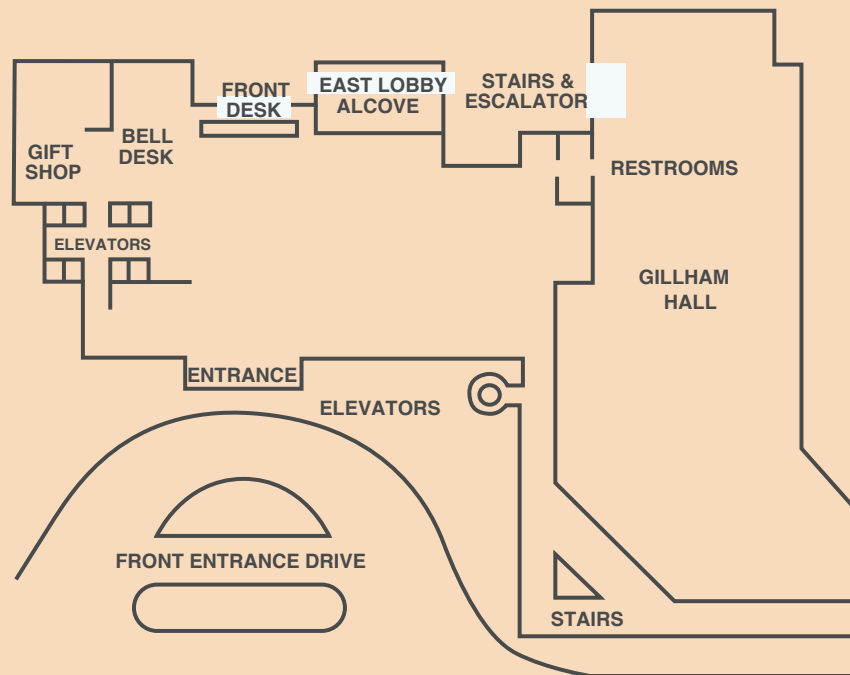 FRONT
DESK
EAST LOBBY
ALCOVE
STAIRS &
ESCALATOR
BELL
DESK
GIFT
SHOP
RESTROOMS
ELEVATORS
GILLHAM
HALL
ENTRANCE
ELEVATORS
FRONT ENTRANCE DRIVE
STAIRS